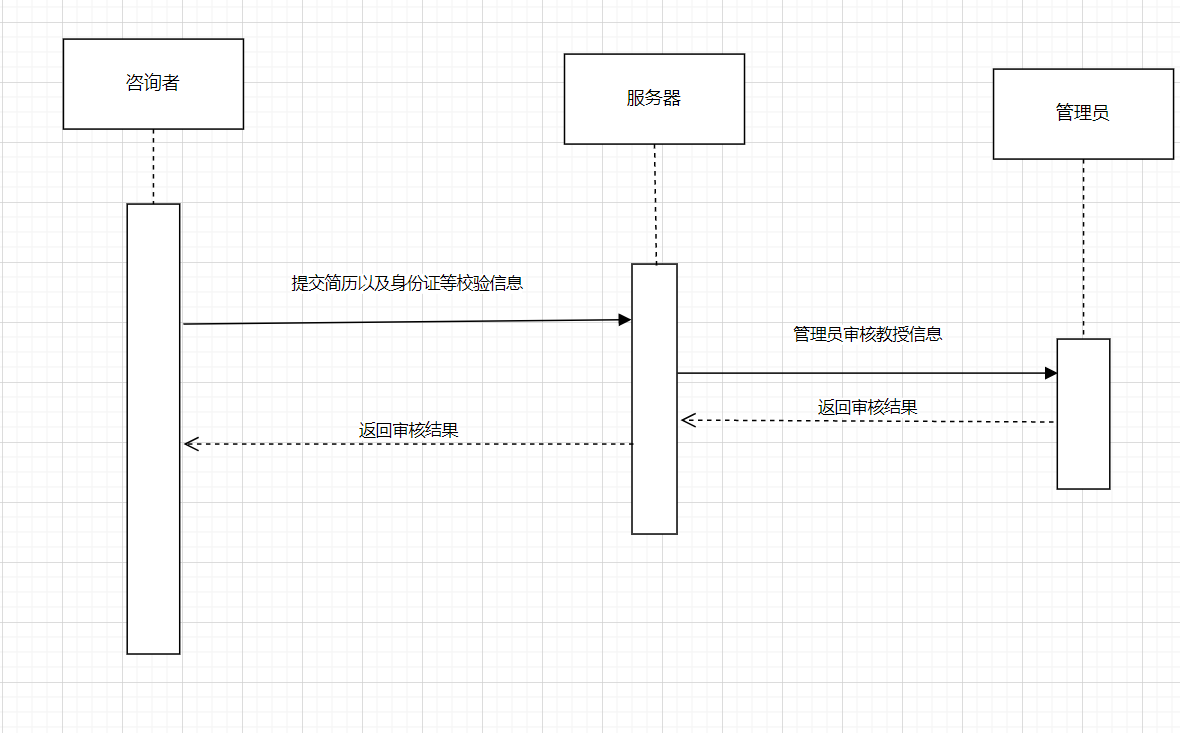 咨询者
服务器
管理员
提交简历以及身份证等校验信息
管理员审核教授信息
返回审核结果
返回审核结果